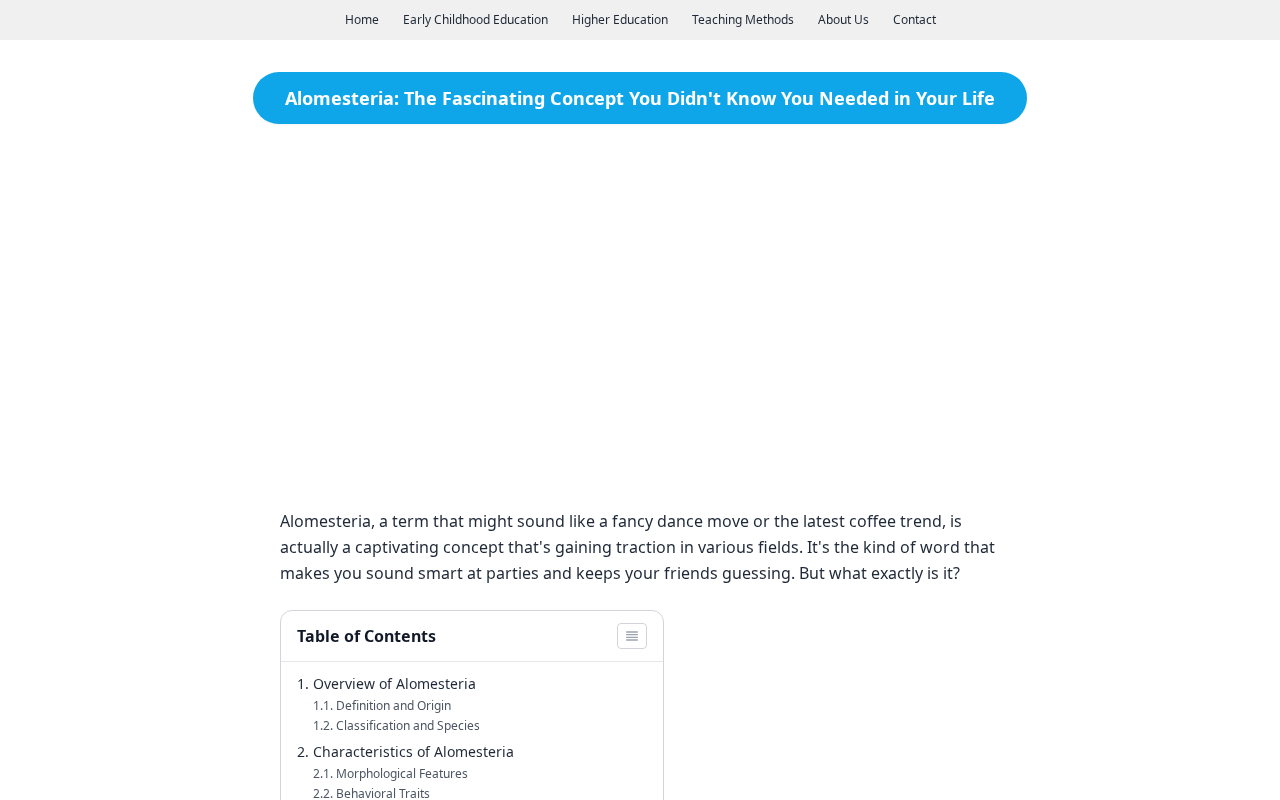 Home Early Childhood Education Higher Education Teaching Methods About Us Contact
Alomesteria: The Fascinating Concept You Didn't Know You Needed in Your Life
Alomesteria, a term that might sound like a fancy dance move or the latest coffee trend, is
actually a captivating concept that's gaining traction in various fields. It's the kind of word that
makes you sound smart at parties and keeps your friends guessing. But what exactly is it?
Table of Contents
1. Overview of Alomesteria
1.1. Definition and Origin
1.2. Classification and Species
2. Characteristics of Alomesteria
2.1. Morphological Features
2.2. Behavioral Traits